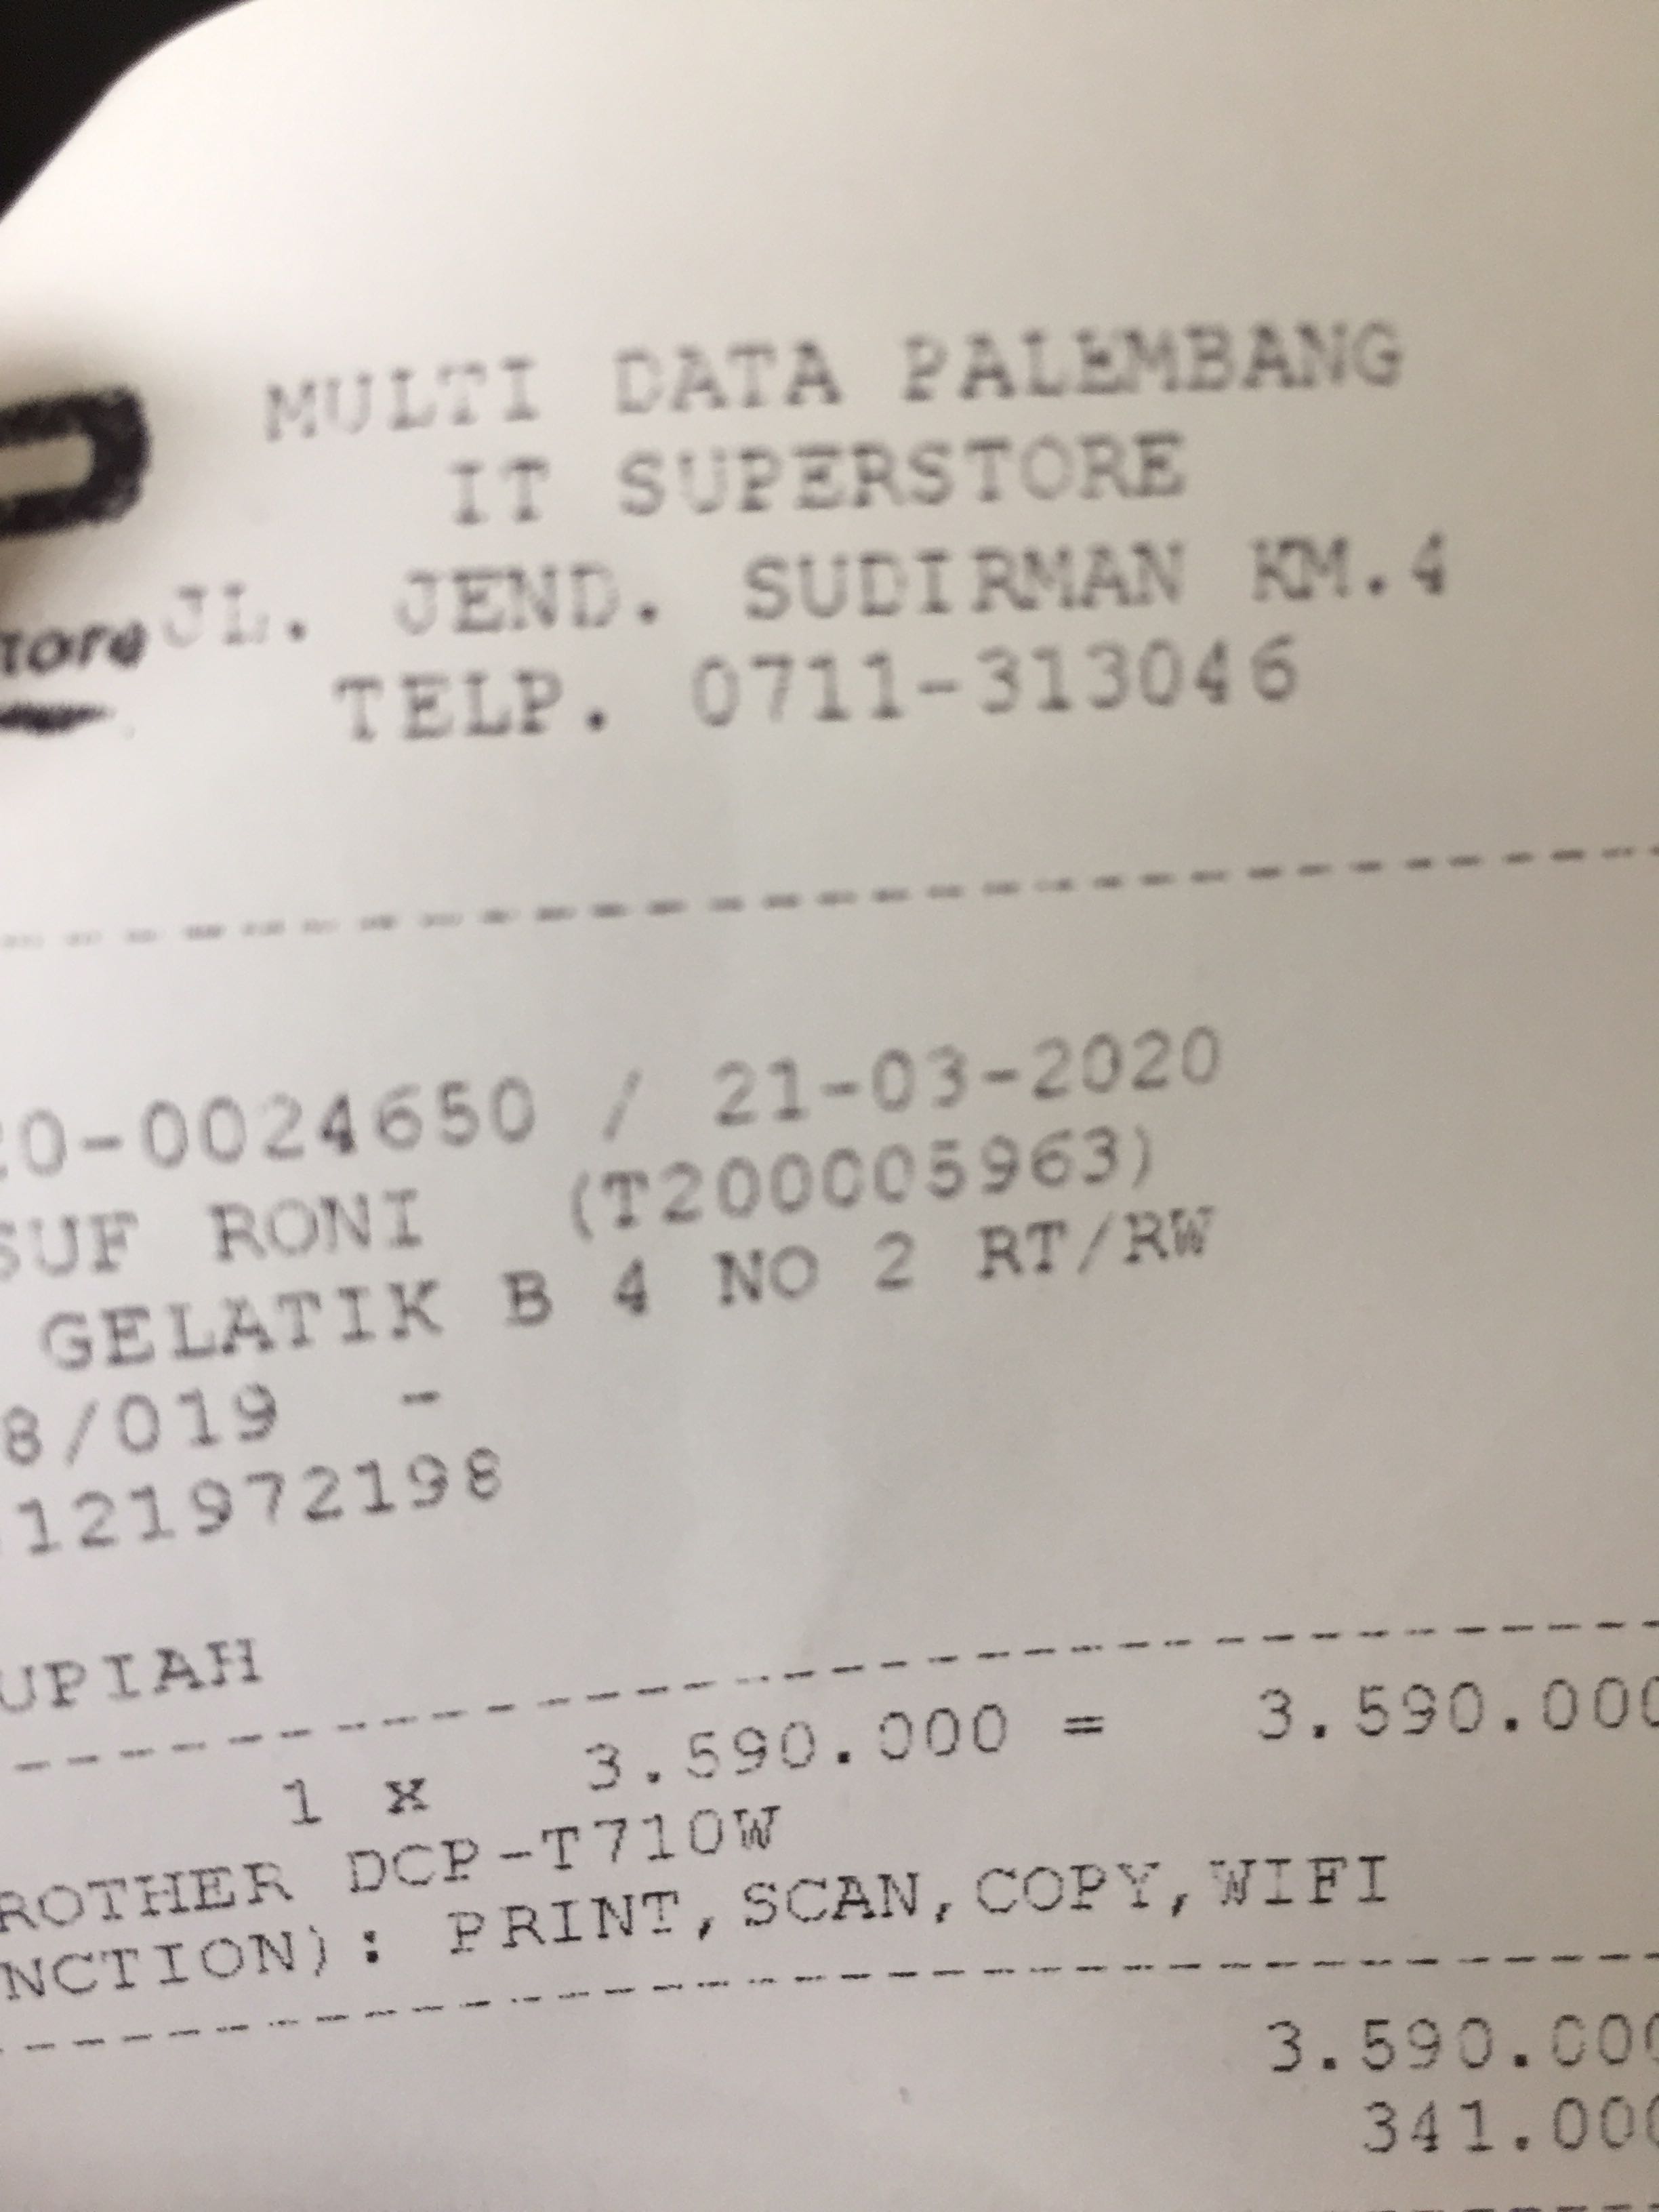 MULTI DATA PALEMBANG
IT SUPERSTORE
JL. JEND. SUDIRMAN KM.4
TELP. 0711-313046
0-0024650 / 21-03-2020
SUF RONI (T200005963)
GELATIK B 4 NO 2 RT/RW
8/019 -
121972198
UPIAH
1 x 3.590.000 = 3.590.000
ROTHER DCP-T710W
NCTION): PRINT,SCAN,COPY,WIFI
3.590.000
341.000